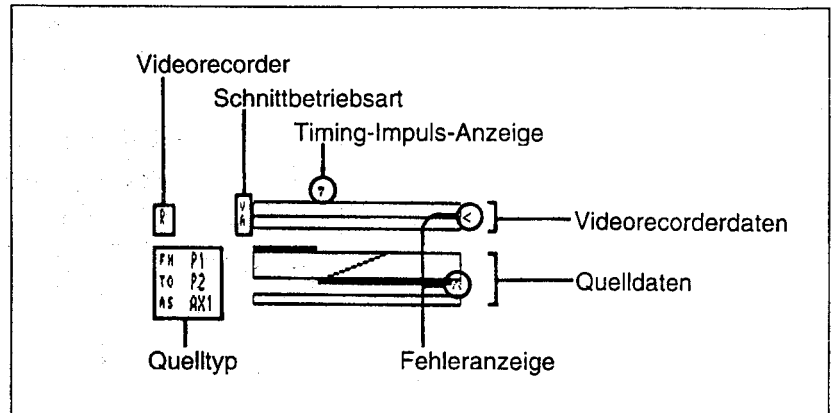 Videorecorder
Schnittbetriebsart
Timing-Impuls-Anzeige
?
R
V
A
<
Videorecorderdaten
FM P1
TO P2
AS AX1
Quelldaten
Quelltyp
Fehleranzeige